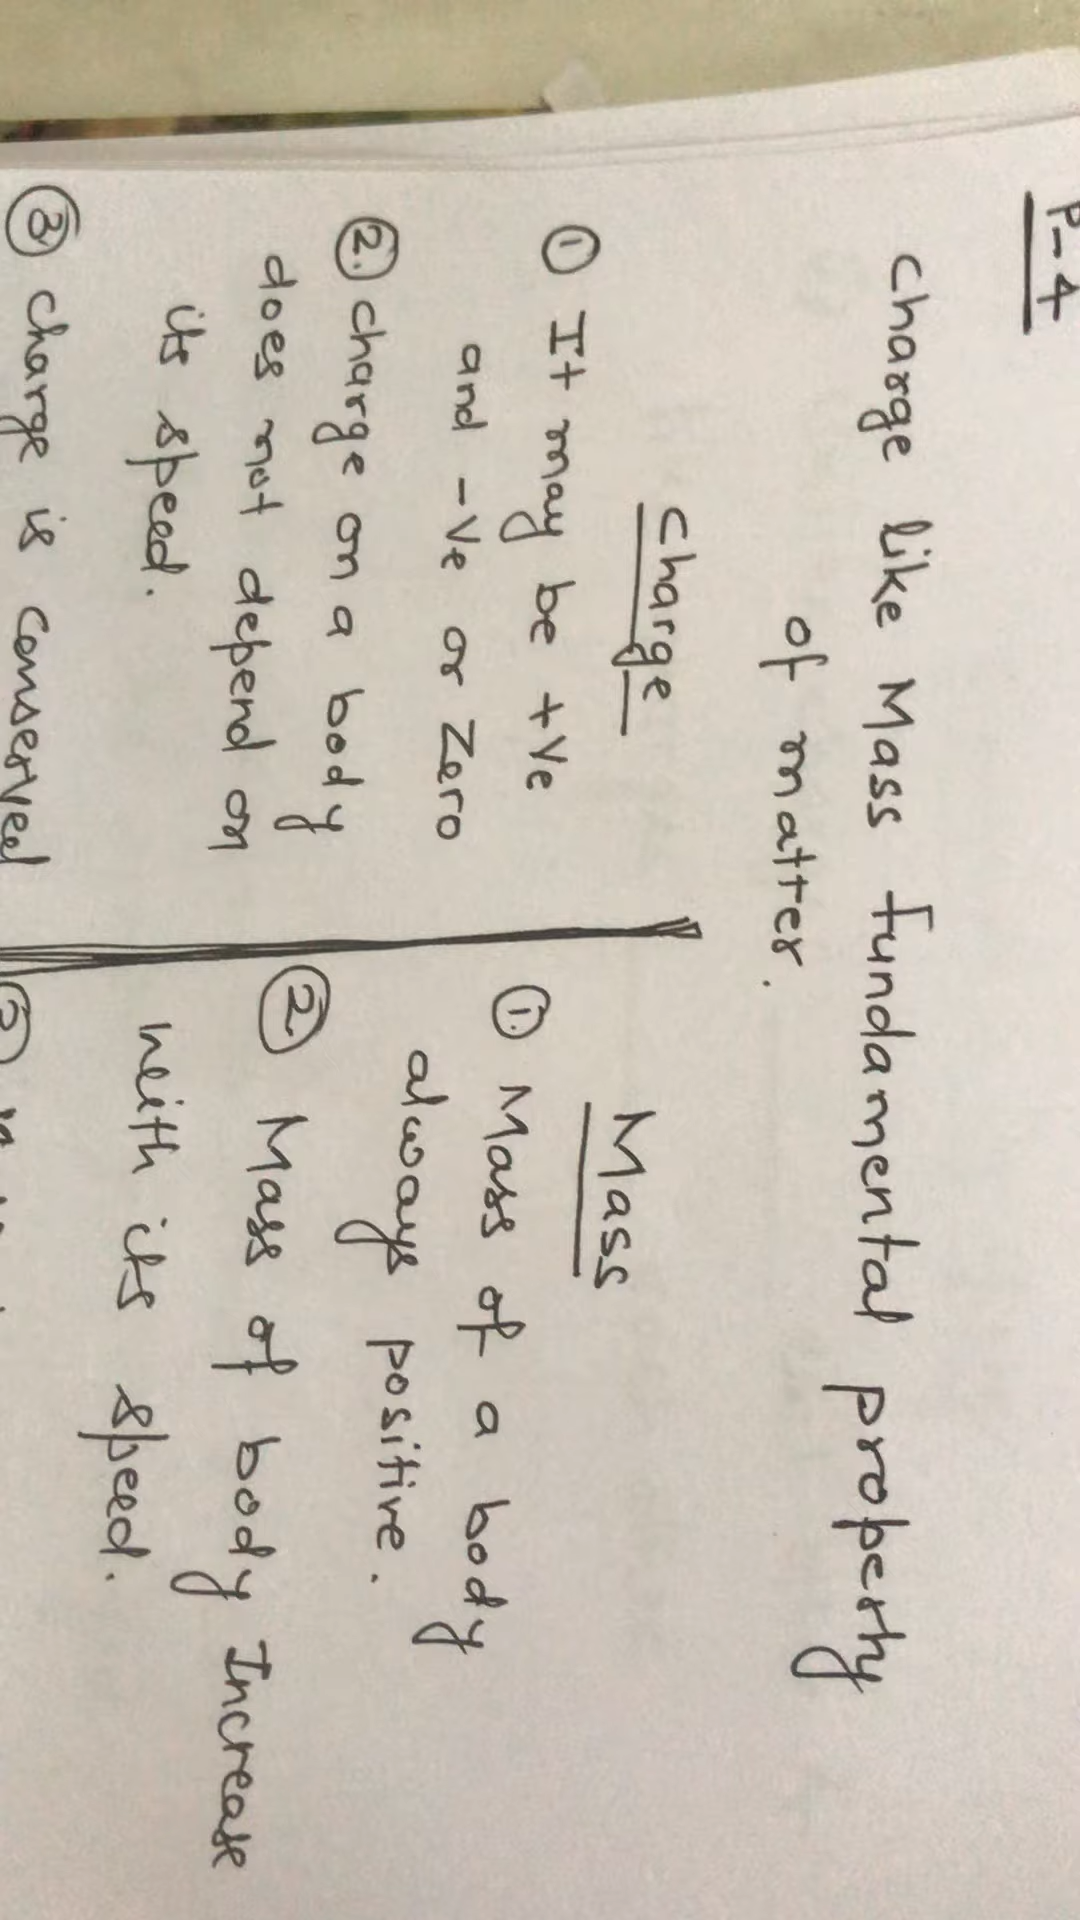 P-4
Charge like Mass fundamental property
of matter.
Charge
① It may be +ve
and -ve or Zero
②. Charge on a body
does not depend on
its speed.
③ Charge is conserved
Mass
①. Mass of a body
always positive.
②. Mass of body Increase
with its speed.